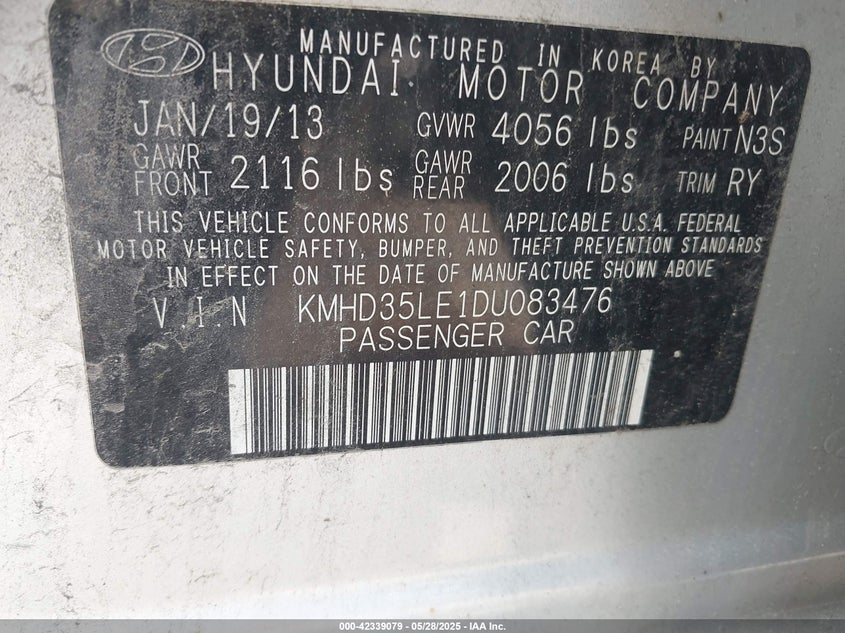 MANUFACTURED IN KOREA BY
HYUNDAI MOTOR COMPANY
JAN/19/13 GVWR 4056 lbs PAINT N3S
GAWR FRONT 2116 lbs GAWR REAR 2006 lbs TRIM RY
THIS VEHICLE CONFORMS TO ALL APPLICABLE U.S.A. FEDERAL
MOTOR VEHICLE SAFETY, BUMPER, AND THEFT PREVENTION STANDARDS
IN EFFECT ON THE DATE OF MANUFACTURE SHOWN ABOVE
V.I.N KMHD35LE1DU083476
PASSENGER CAR
000-42339079 - 05/28/2025 - IAA Inc.